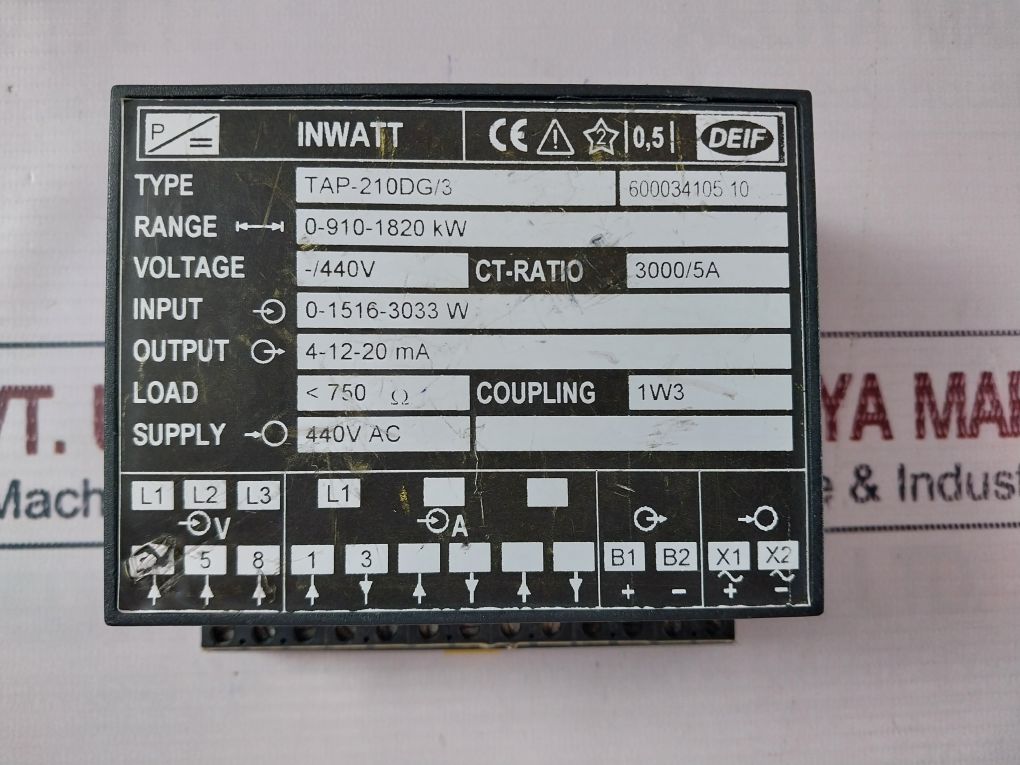 P INWATT CE 2 0,5 DEIF
TYPE TAP-210DG/3 600034105 10
RANGE 0-910-1820 kW
VOLTAGE -/440V CT-RATIO 3000/5A
INPUT 0-1516-3033 W
OUTPUT 4-12-20 mA
LOAD < 750 Ω COUPLING 1W3
SUPPLY 440V AC
L1 L2 L3 L1
V A
5 8 1 3 B1 B2 X1 X2
+ - + -
VT.
YA
Mach
& Indust